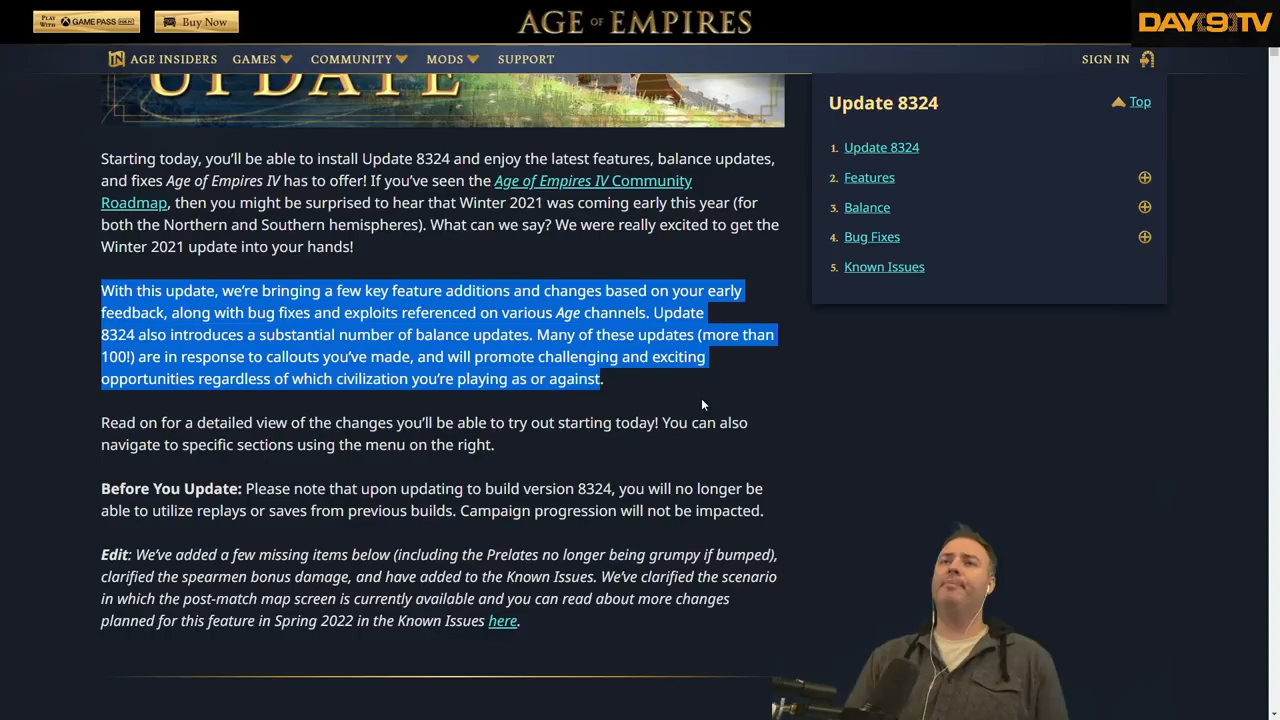 PLAY WITH XBOX GAME PASS FOR PC
Buy Now
AGE OF EMPIRES
DAY[9]TV
AGE INSIDERS
GAMES
COMMUNITY
MODS
SUPPORT
SIGN IN
UPDATE
Update 8324
Top
1. Update 8324
2. Features
3. Balance
4. Bug Fixes
5. Known Issues
Starting today, you’ll be able to install Update 8324 and enjoy the latest features, balance updates,
and fixes Age of Empires IV has to offer! If you’ve seen the Age of Empires IV Community
Roadmap, then you might be surprised to hear that Winter 2021 was coming early this year (for
both the Northern and Southern hemispheres). What can we say? We were really excited to get the
Winter 2021 update into your hands!
With this update, we’re bringing a few key feature additions and changes based on your early
feedback, along with bug fixes and exploits referenced on various Age channels. Update
8324 also introduces a substantial number of balance updates. Many of these updates (more than
100!) are in response to callouts you’ve made, and will promote challenging and exciting
opportunities regardless of which civilization you’re playing as or against.
Read on for a detailed view of the changes you’ll be able to try out starting today! You can also
navigate to specific sections using the menu on the right.
Before You Update: Please note that upon updating to build version 8324, you will no longer be
able to utilize replays or saves from previous builds. Campaign progression will not be impacted.
Edit: We’ve added a few missing items below (including the Prelates no longer being grumpy if bumped),
clarified the spearmen bonus damage, and have added to the Known Issues. We’ve clarified the scenario
in which the post-match map screen is currently available and you can read about more changes
planned for this feature in Spring 2022 in the Known Issues here.